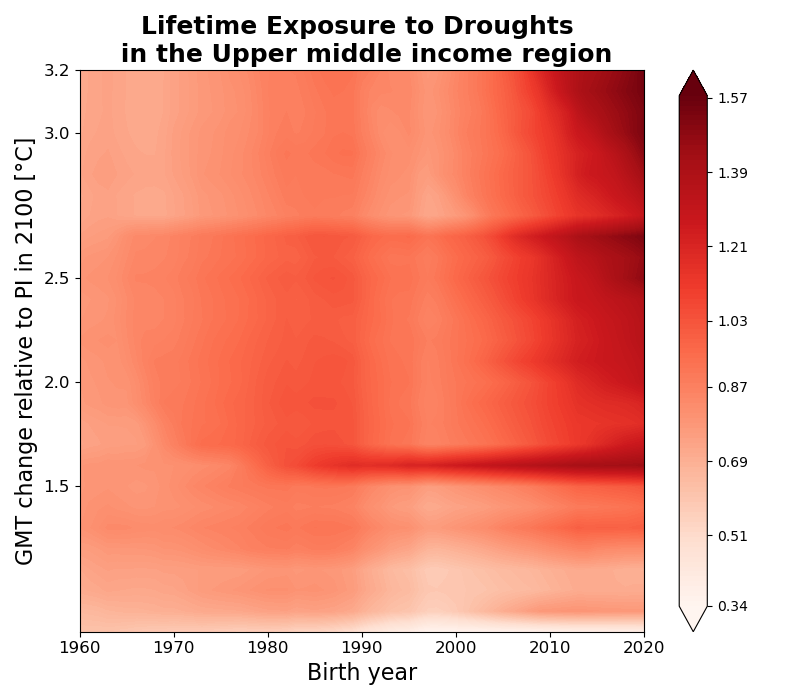 Lifetime Exposure to Droughts
in the Upper middle income region
GMT change relative to PI in 2100 [°C]
3.2
3.0
2.5
2.0
1.5
1960 1970 1980 1990 2000 2010 2020
Birth year
1.57
1.39
1.21
1.03
0.87
0.69
0.51
0.34